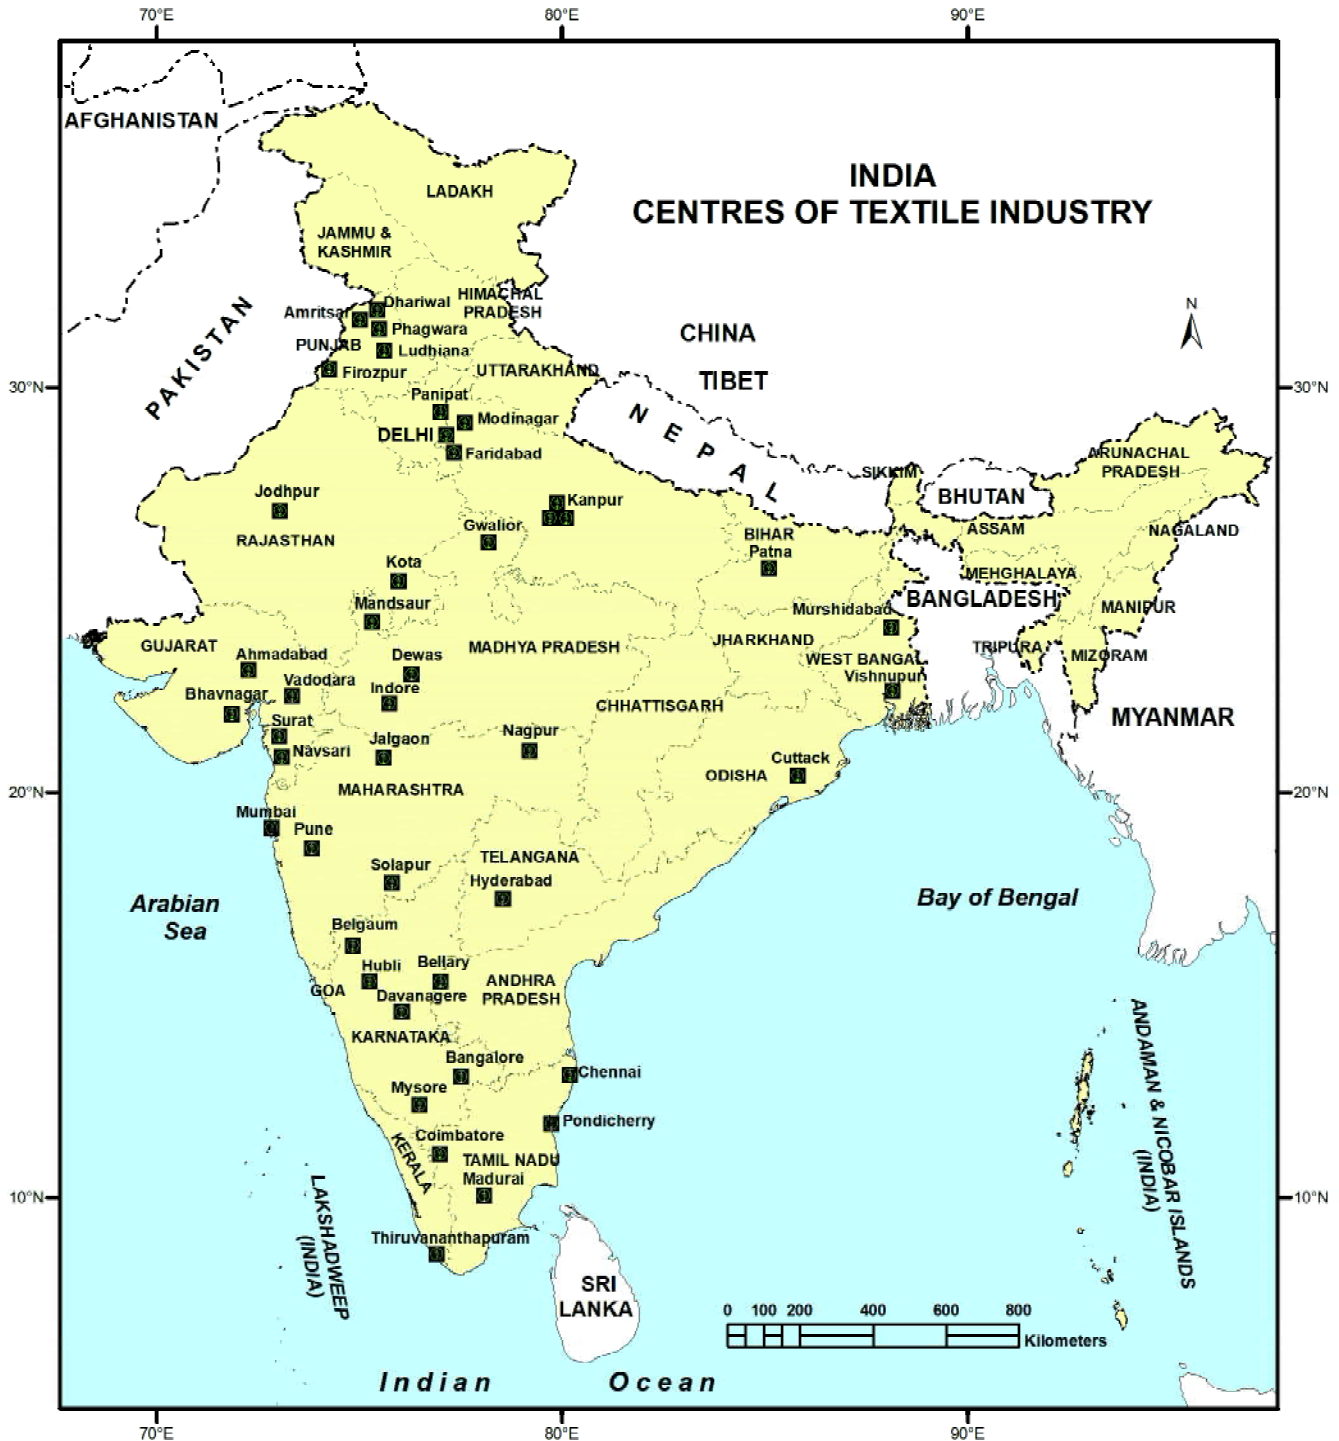 70°E
80°E
90°E
AFGHANISTAN
INDIA
CENTRES OF TEXTILE INDUSTRY
LADAKH
JAMMU &
KASHMIR
HIMACHAL
PRADESH
Dhariwal
Amritsar
Phagwara
PUNJAB
Ludhiana
Firozpur
PAKISTAN
CHINA
TIBET
N
UTTARAKHAND
30°N
30°N
Panipat
Modinagar
DELHI
Faridabad
NEPAL
SIKKIM
BHUTAN
ARUNACHAL
PRADESH
ASSAM
NAGALAND
Jodhpur
RAJASTHAN
Kanpur
Gwalior
BIHAR
Patna
Kota
Mandsaur
MEHGHALAYA
BANGLADESH
MANIPUR
Murshidabad
JHARKHAND
TRIPURA
MIZORAM
GUJARAT
Ahmadabad
MADHYA PRADESH
Dewas
WEST BANGAL
Vishnupur
Vadodara
Bhavnagar
Indore
CHHATTISGARH
MYANMAR
Surat
Navsari
Jalgaon
Nagpur
Cuttack
ODISHA
20°N
20°N
MAHARASHTRA
Mumbai
Pune
Solapur
TELANGANA
Hyderabad
Arabian
Sea
Bay of Bengal
Belgaum
Hubli
Bellary
GOA
Davanagere
ANDHRA
PRADESH
KARNATAKA
Bangalore
Chennai
Mysore
Pondicherry
Coimbatore
KERALA
TAMIL NADU
Madurai
10°N
10°N
LAKSHADWEEP
(INDIA)
ANDAMAN & NICOBAR ISLANDS
(INDIA)
Thiruvananthapuram
SRI
LANKA
0 100 200 400 600 800
Kilometers
Indian Ocean
70°E
80°E
90°E